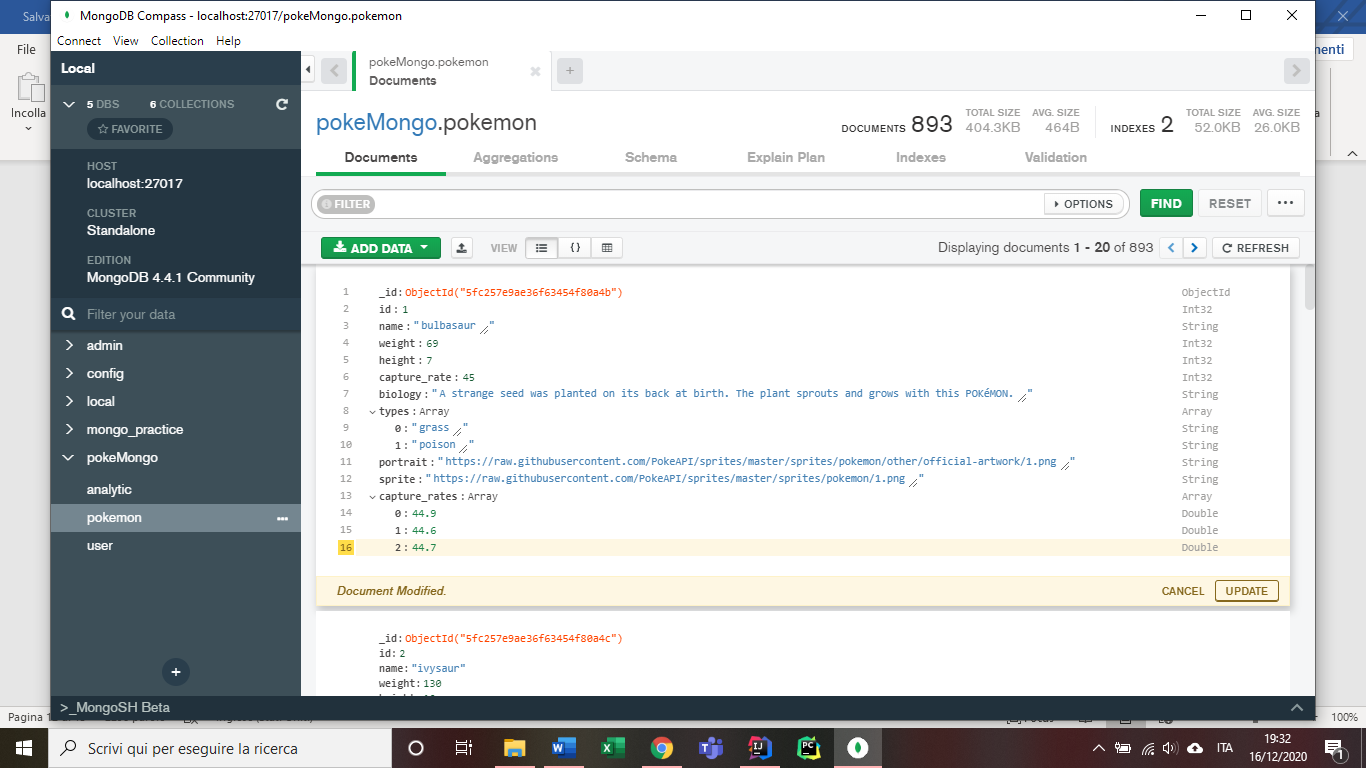 Salva
MongoDB Compass - localhost:27017/pokeMongo.pokemon
Connect View Collection Help
File
Incolla
Local
5 DBS 6 COLLECTIONS
FAVORITE
HOST
localhost:27017
CLUSTER
Standalone
EDITION
MongoDB 4.4.1 Community
Filter your data
admin
config
local
mongo_practice
pokeMongo
analytic
pokemon
user
pokeMongo.pokemon
Documents
pokeMongo.pokemon
DOCUMENTS 893 TOTAL SIZE 404.3KB AVG. SIZE 464B INDEXES 2 TOTAL SIZE 52.0KB AVG. SIZE 26.0KB
Documents Aggregations Schema Explain Plan Indexes Validation
FILTER OPTIONS FIND RESET
ADD DATA VIEW {} Displaying documents 1 - 20 of 893 REFRESH
1 _id: ObjectId("5fc257e9ae36f63454f80a4b") ObjectId
2 id: 1 Int32
3 name: "bulbasaur" String
4 weight: 69 Int32
5 height: 7 Int32
6 capture_rate: 45 Int32
7 biology: "A strange seed was planted on its back at birth. The plant sprouts and grows with this POKéMON." String
8 types: Array Array
9 0: "grass" String
10 1: "poison" String
11 portrait: "https://raw.githubusercontent.com/PokeAPI/sprites/master/sprites/pokemon/other/official-artwork/1.png" String
12 sprite: "https://raw.githubusercontent.com/PokeAPI/sprites/master/sprites/pokemon/1.png" String
13 capture_rates: Array Array
14 0: 44.9 Double
15 1: 44.6 Double
16 2: 44.7 Double
Document Modified. CANCEL UPDATE
_id: ObjectId("5fc257e9ae36f63454f80a4c")
id: 2
name: "ivysaur"
weight: 130
>_MongoSH Beta
Pagina 100%
Scrivi qui per eseguire la ricerca
ITA
19:32
16/12/2020
1